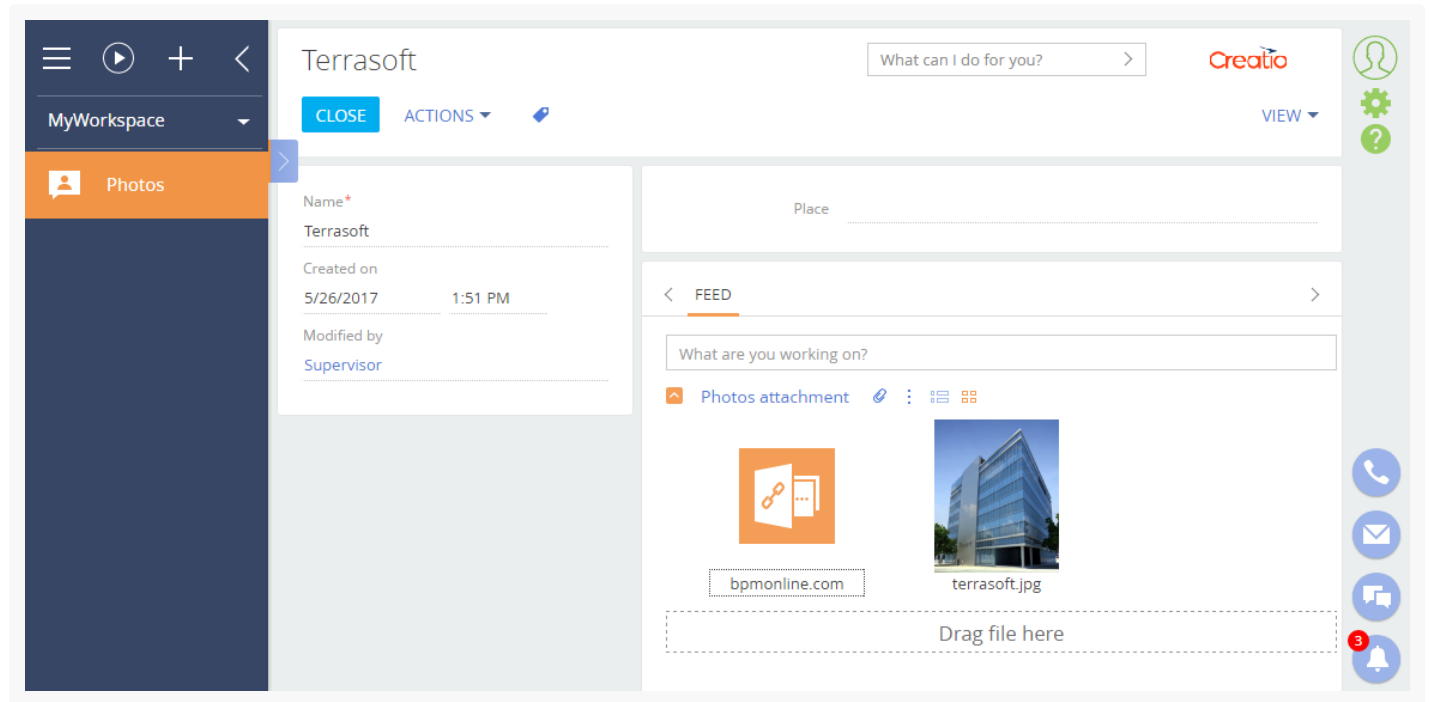 Terrasoft
What can I do for you?
Creatio
MyWorkspace
CLOSE
ACTIONS
VIEW
Photos
Name*
Terrasoft
Created on
5/26/2017 1:51 PM
Modified by
Supervisor
Place
FEED
What are you working on?
Photos attachment
bpmonline.com
terrasoft.jpg
Drag file here
3